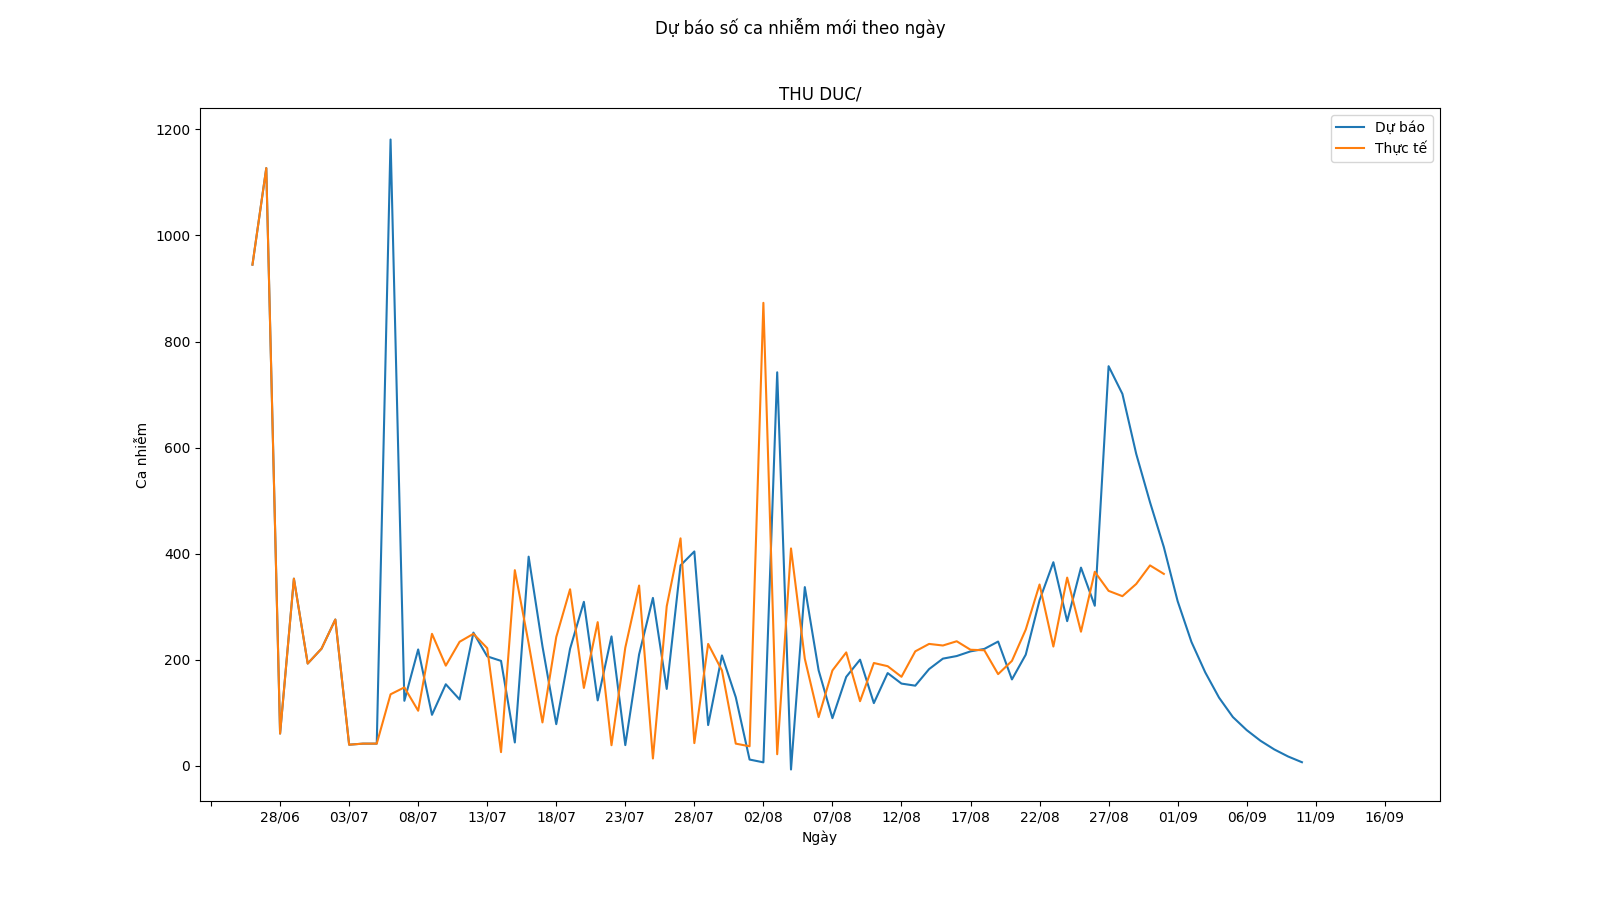 Dự báo số ca nhiễm mới theo ngày
THU DUC/
Dự báo
Thực tế
1200
1000
800
600
400
200
0
Ca nhiễm
28/06 03/07 08/07 13/07 18/07 23/07 28/07 02/08 07/08 12/08 17/08 22/08 27/08 01/09 06/09 11/09 16/09
Ngày